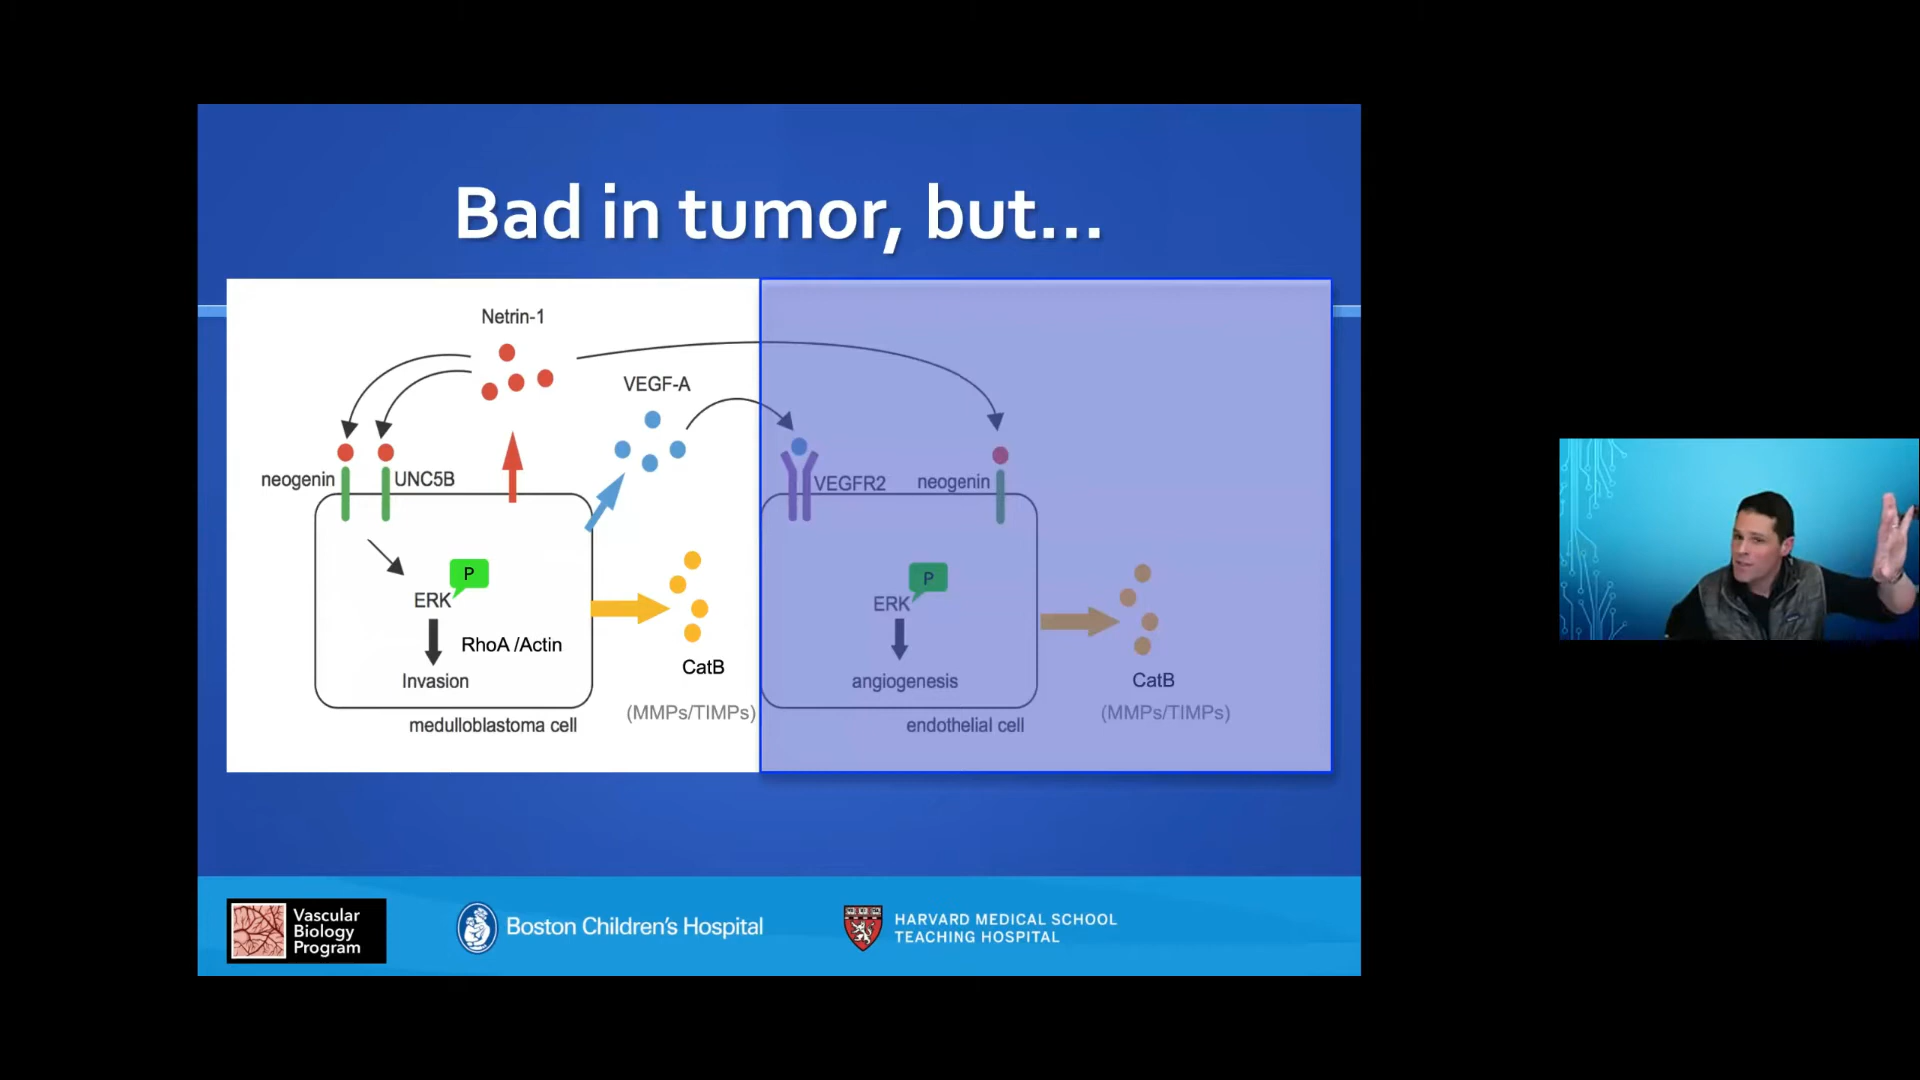 Bad in tumor, but...
Netrin-1
VEGF-A
neogenin
UNC5B
VEGFR2
neogenin
P
ERK
RhoA /Actin
Invasion
medulloblastoma cell
CatB
(MMPs/TIMPs)
P
ERK
angiogenesis
endothelial cell
CatB
(MMPs/TIMPs)
Vascular
Biology
Program
Boston Children's Hospital
HARVARD MEDICAL SCHOOL
TEACHING HOSPITAL